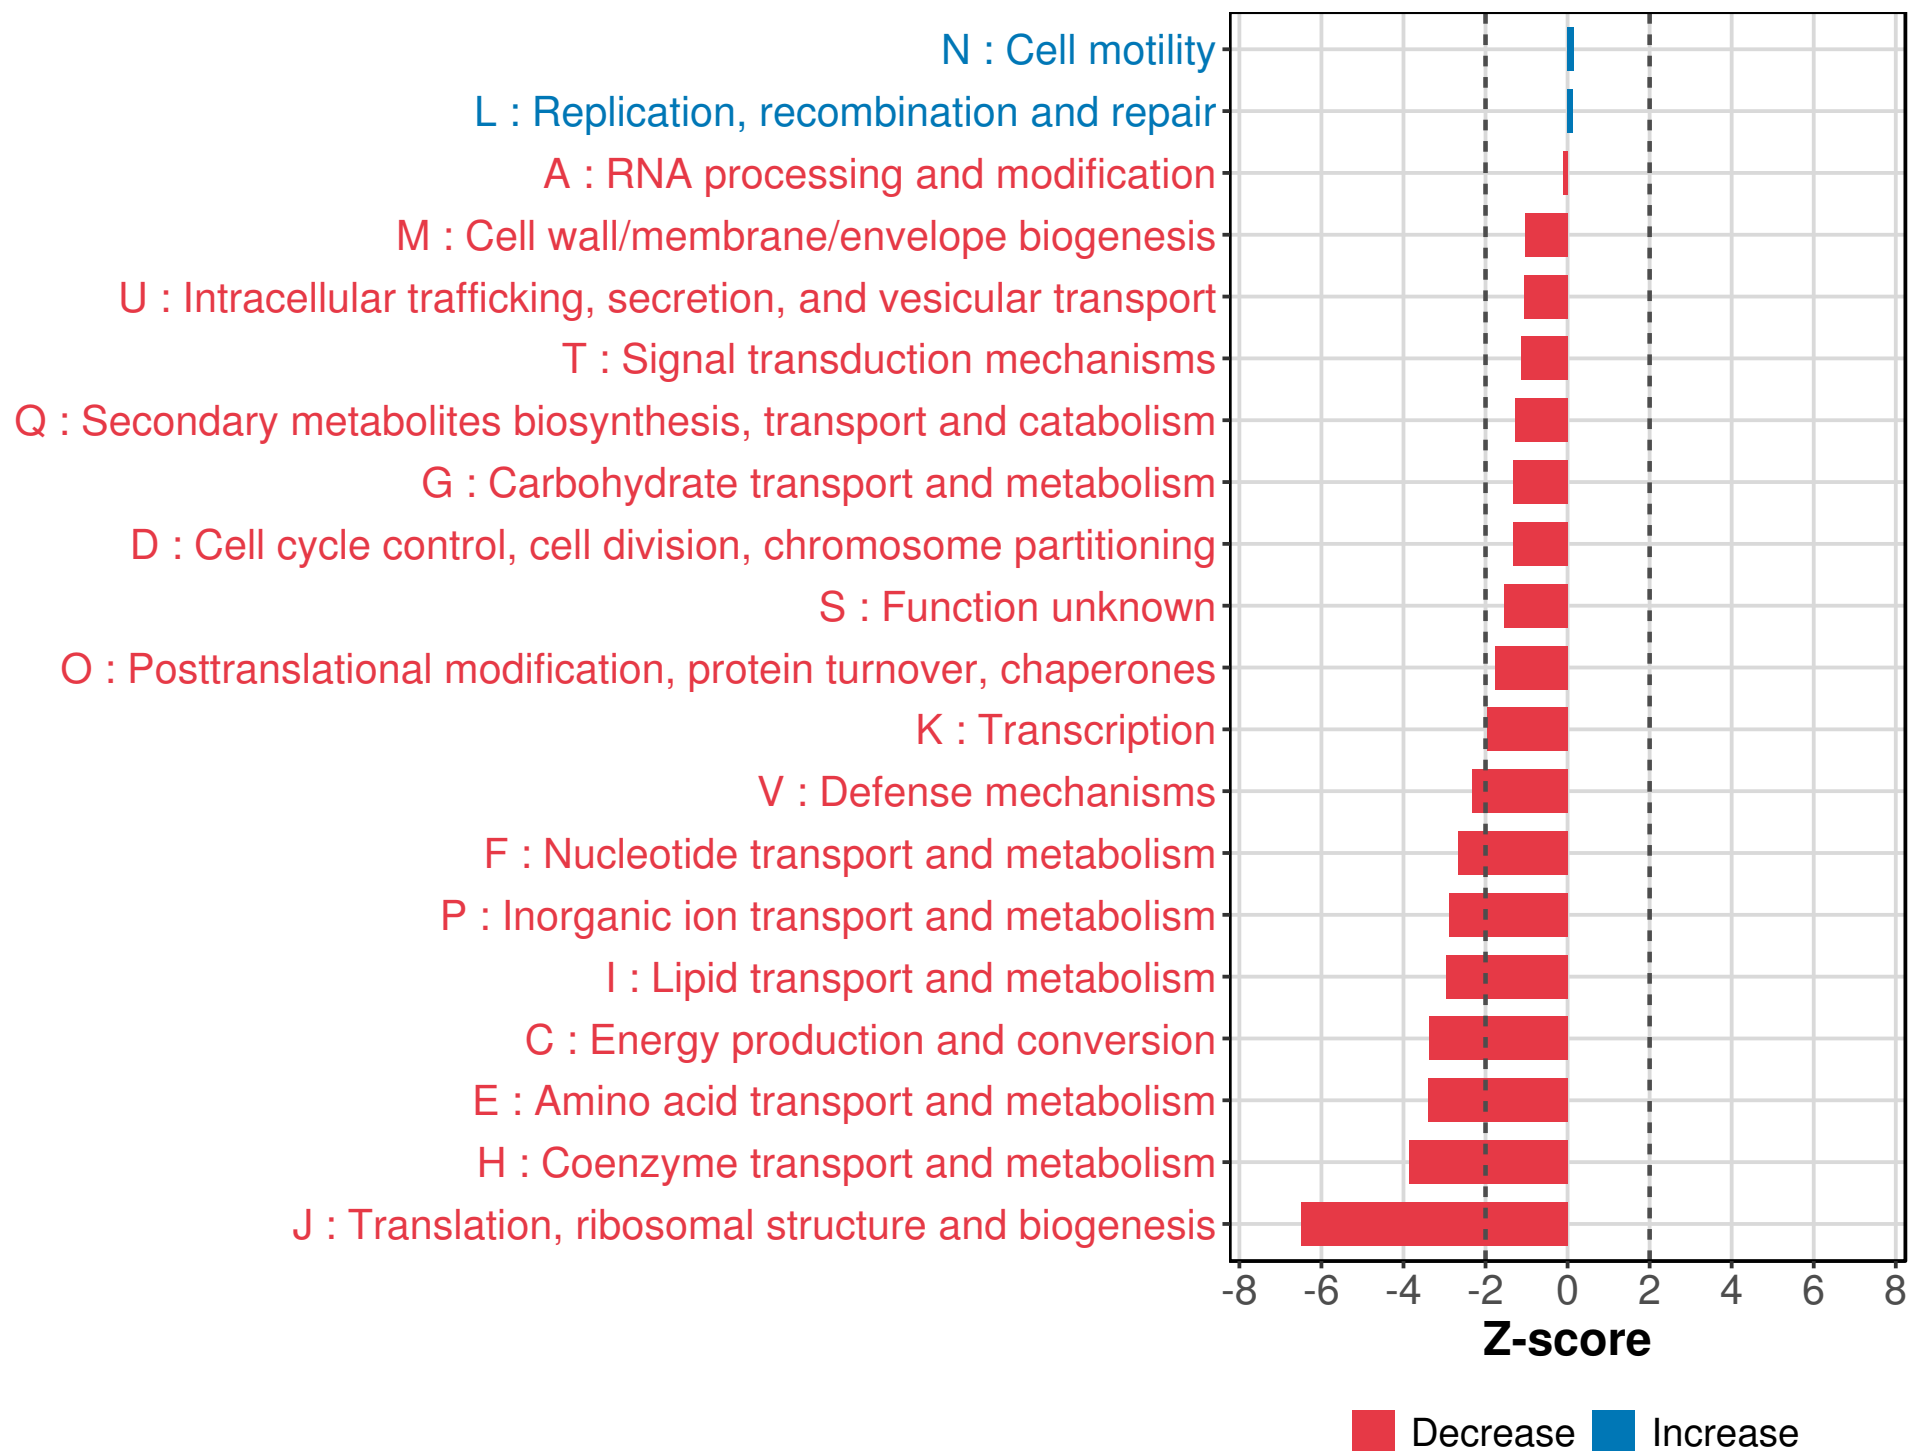 N : Cell motility
L : Replication, recombination and repair
A : RNA processing and modification
M : Cell wall/membrane/envelope biogenesis
U : Intracellular trafficking, secretion, and vesicular transport
T : Signal transduction mechanisms
Q : Secondary metabolites biosynthesis, transport and catabolism
G : Carbohydrate transport and metabolism
D : Cell cycle control, cell division, chromosome partitioning
S : Function unknown
O : Posttranslational modification, protein turnover, chaperones
K : Transcription
V : Defense mechanisms
F : Nucleotide transport and metabolism
P : Inorganic ion transport and metabolism
I : Lipid transport and metabolism
C : Energy production and conversion
E : Amino acid transport and metabolism
H : Coenzyme transport and metabolism
J : Translation, ribosomal structure and biogenesis
-8 -6 -4 -2 0 2 4 6 8
Z-score
Decrease Increase